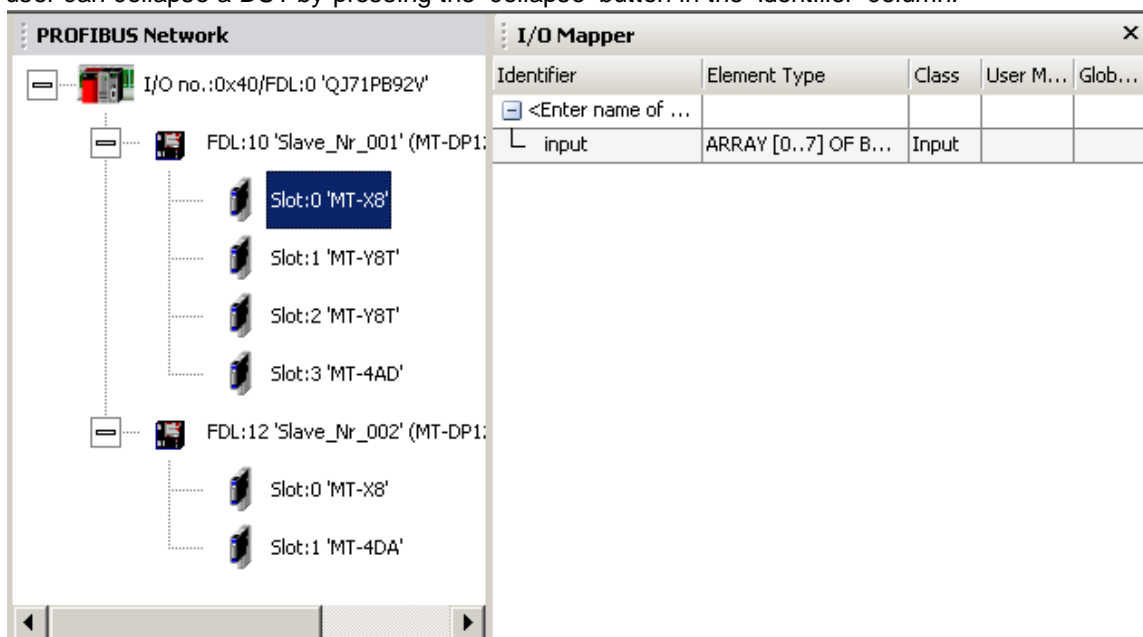 user can collapse a DUT by pressing the 'collapse' button in the 'Identifier' column.
PROFIBUS Network
I/O no.:0x40/FDL:0 'QJ71PB92V'
FDL:10 'Slave_Nr_001' (MT-DP12
Slot:0 'MT-X8'
Slot:1 'MT-Y8T'
Slot:2 'MT-Y8T'
Slot:3 'MT-4AD'
FDL:12 'Slave_Nr_002' (MT-DP12
Slot:0 'MT-X8'
Slot:1 'MT-4DA'
I/O Mapper
Identifier Element Type Class User M... Glob...
<Enter name of ...
input ARRAY [0..7] OF B... Input